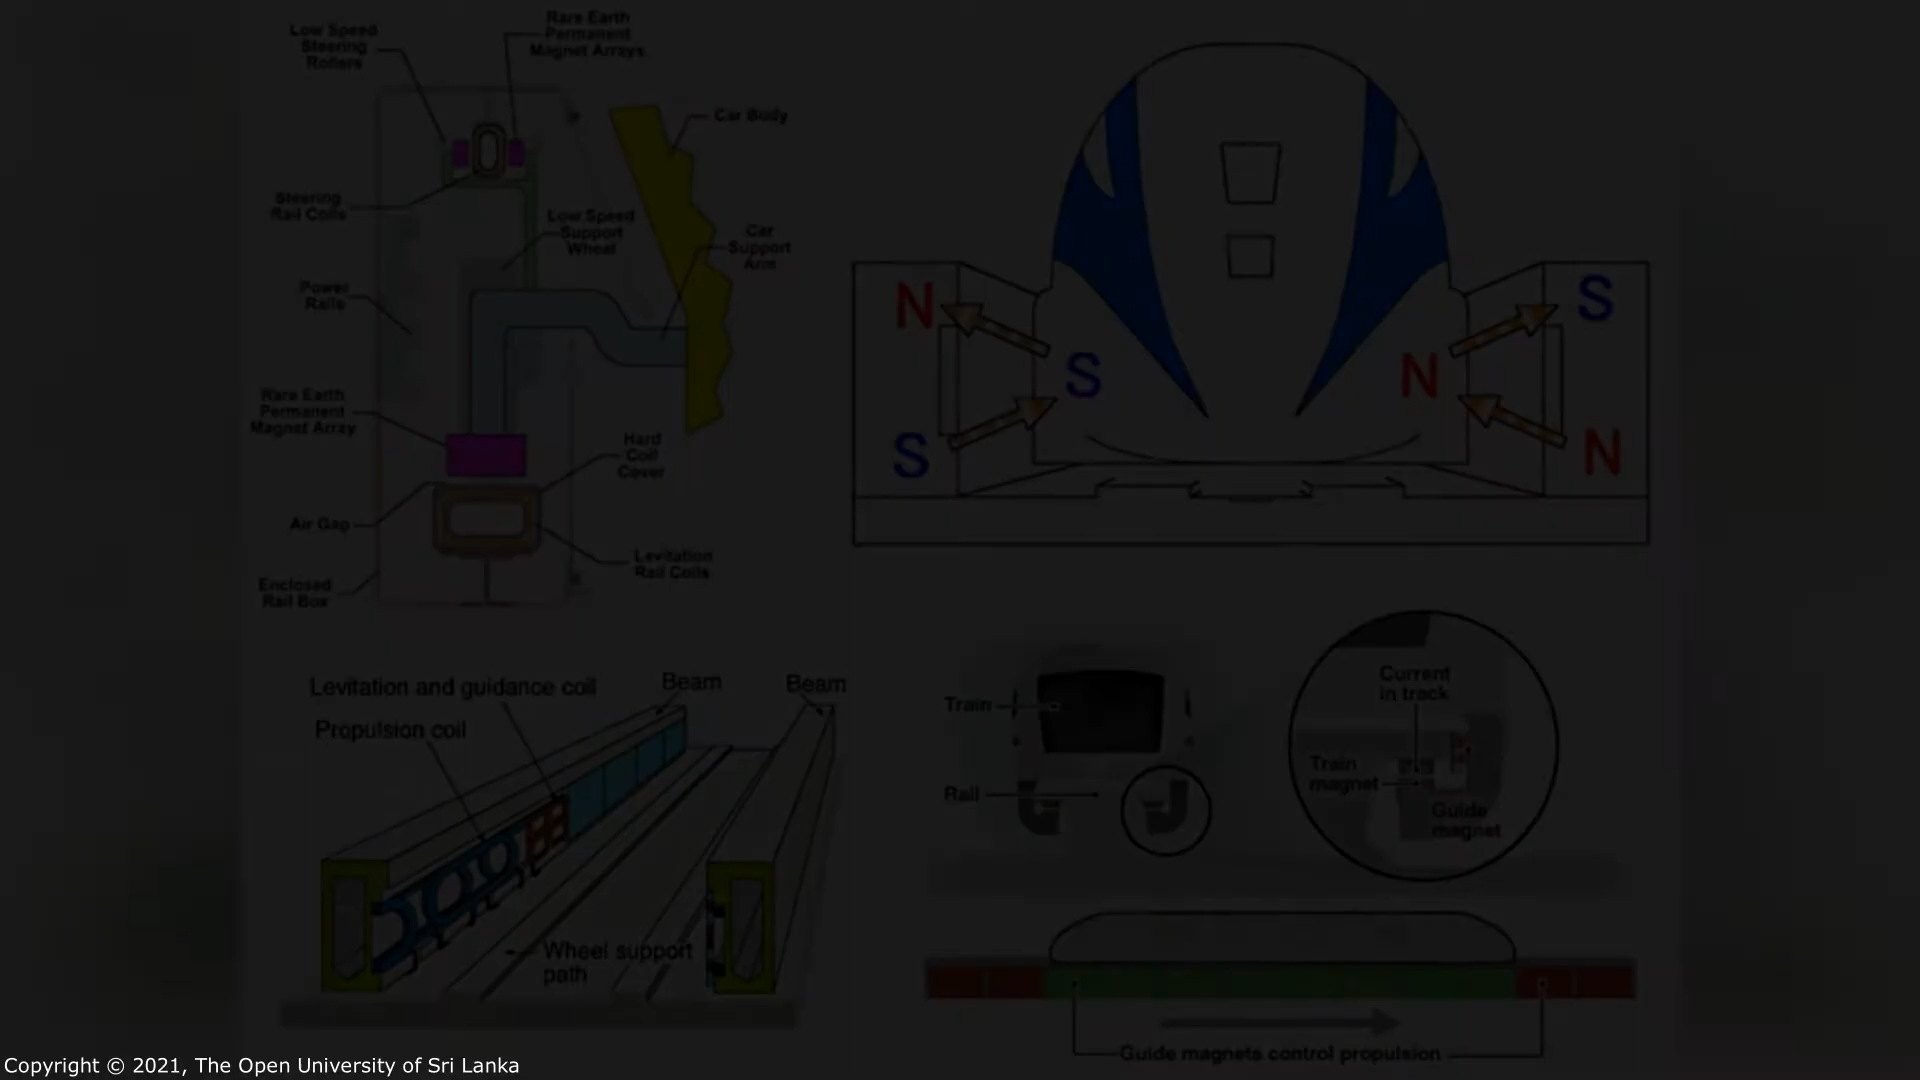 Low Speed
Steering
Rollers
Rare Earth
Permanent
Magnet Arrays
Car Body
Steering
Rail Coils
Low Speed
Support
Wheel
Car
Support
Arm
Power
Rails
Rare Earth
Permanent
Magnet Array
Hard
Coil
Cover
Air Gap
Levitation
Rail Coils
Enclosed
Rail Box
N
S
S
N
S
N
Levitation and guidance coil
Beam
Beam
Propulsion coil
Wheel support
path
Train
Rail
Current
in track
Train
magnet
Guide
magnet
Guide magnets control propulsion
Copyright © 2021, The Open University of Sri Lanka